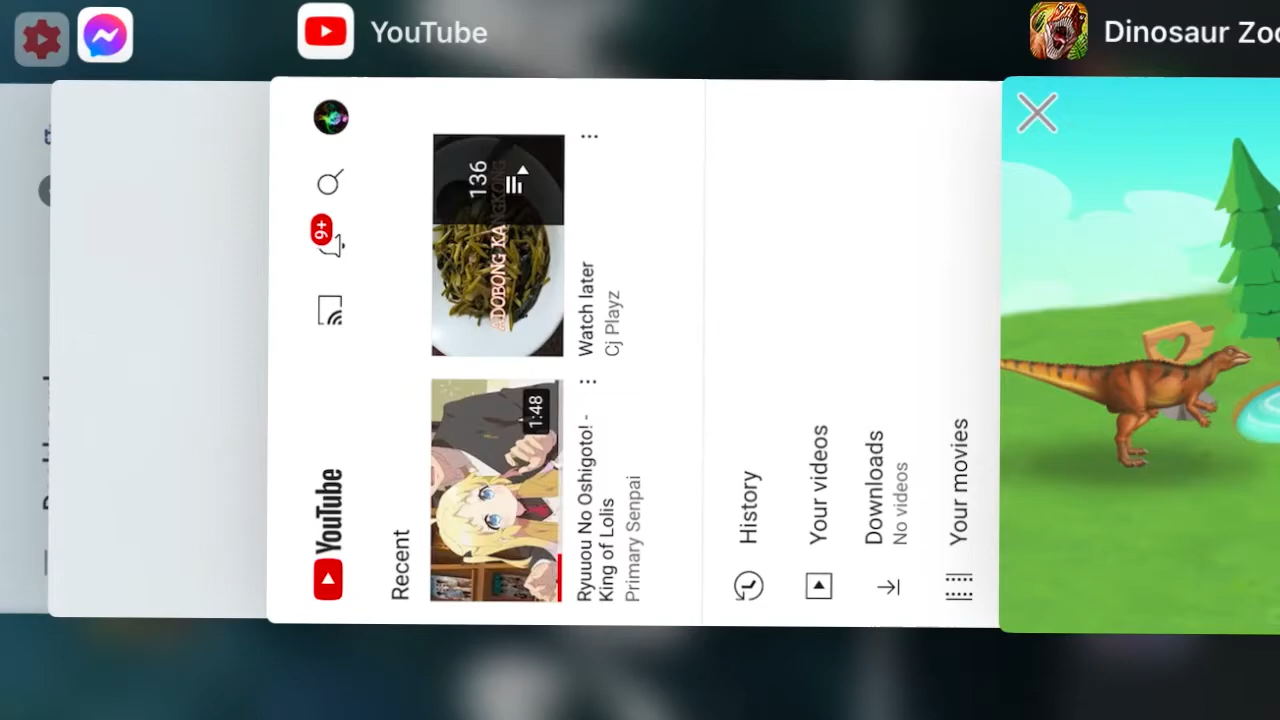 YouTube
Dinosaur Zoo
YouTube
9+
Recent
1:48
Ryuuou No Oshigoto! -
King of Lolis
Primary Senpai
136
ADOBONG KANGKONG
Watch later
Cj Playz
History
Your videos
Downloads
No videos
Your movies